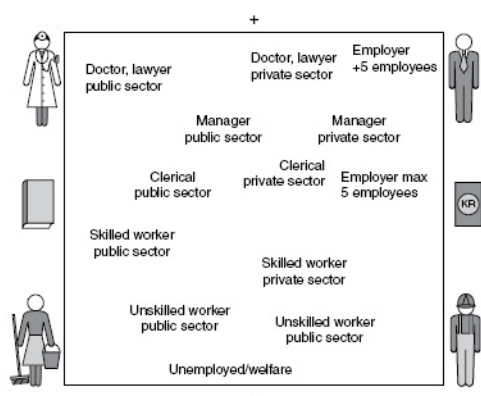 +
Doctor, lawyer
public sector
Doctor, lawyer
private sector
Employer
+5 employees
Manager
public sector
Manager
private sector
Clerical
public sector
Clerical
private sector
Employer max
5 employees
KR
Skilled worker
public sector
Skilled worker
private sector
Unskilled worker
public sector
Unskilled worker
public sector
Unemployed/welfare